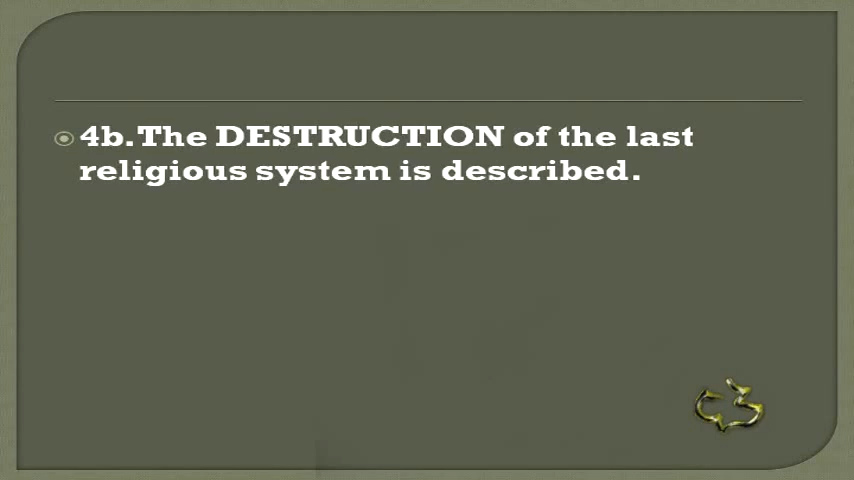 4b. The DESTRUCTION of the last
religious system is described.